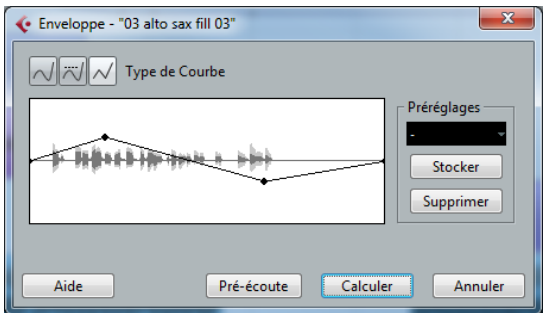 Enveloppe - "03 alto sax fill 03"
Type de Courbe
Préréglages
-
Stocker
Supprimer
Aide
Pré-écoute
Calculer
Annuler